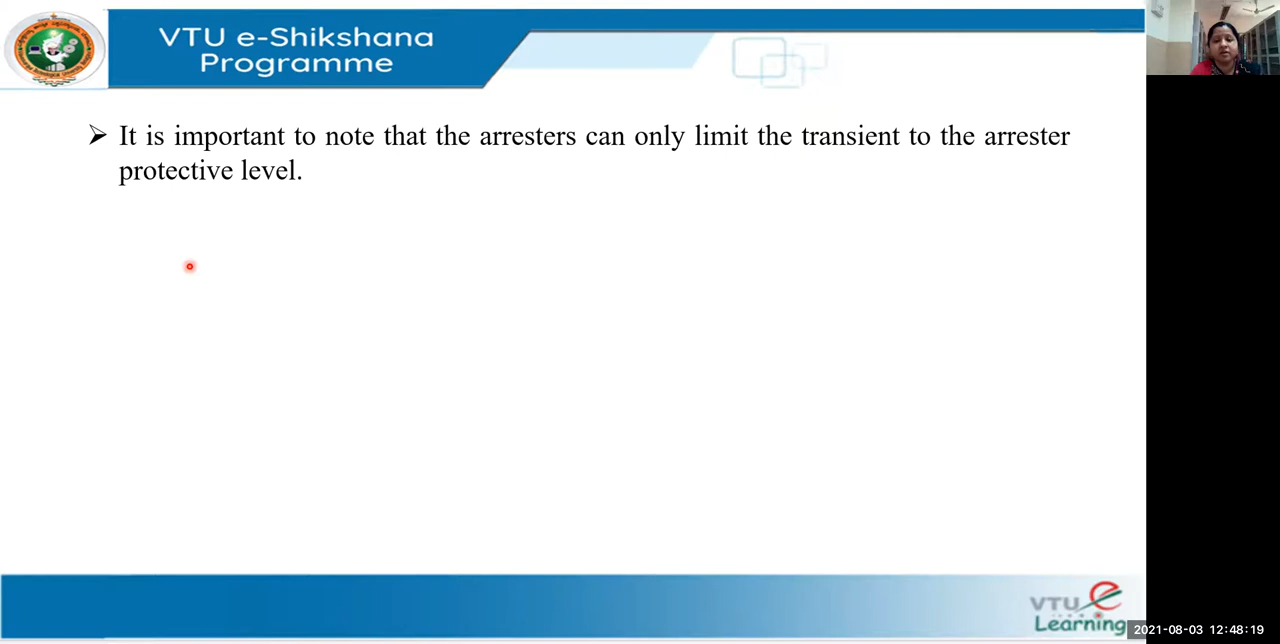 VTU e-Shikshana
Programme
➢ It is important to note that the arresters can only limit the transient to the arrester
protective level.
VTU e
Learning
2021-08-03 12:48:19